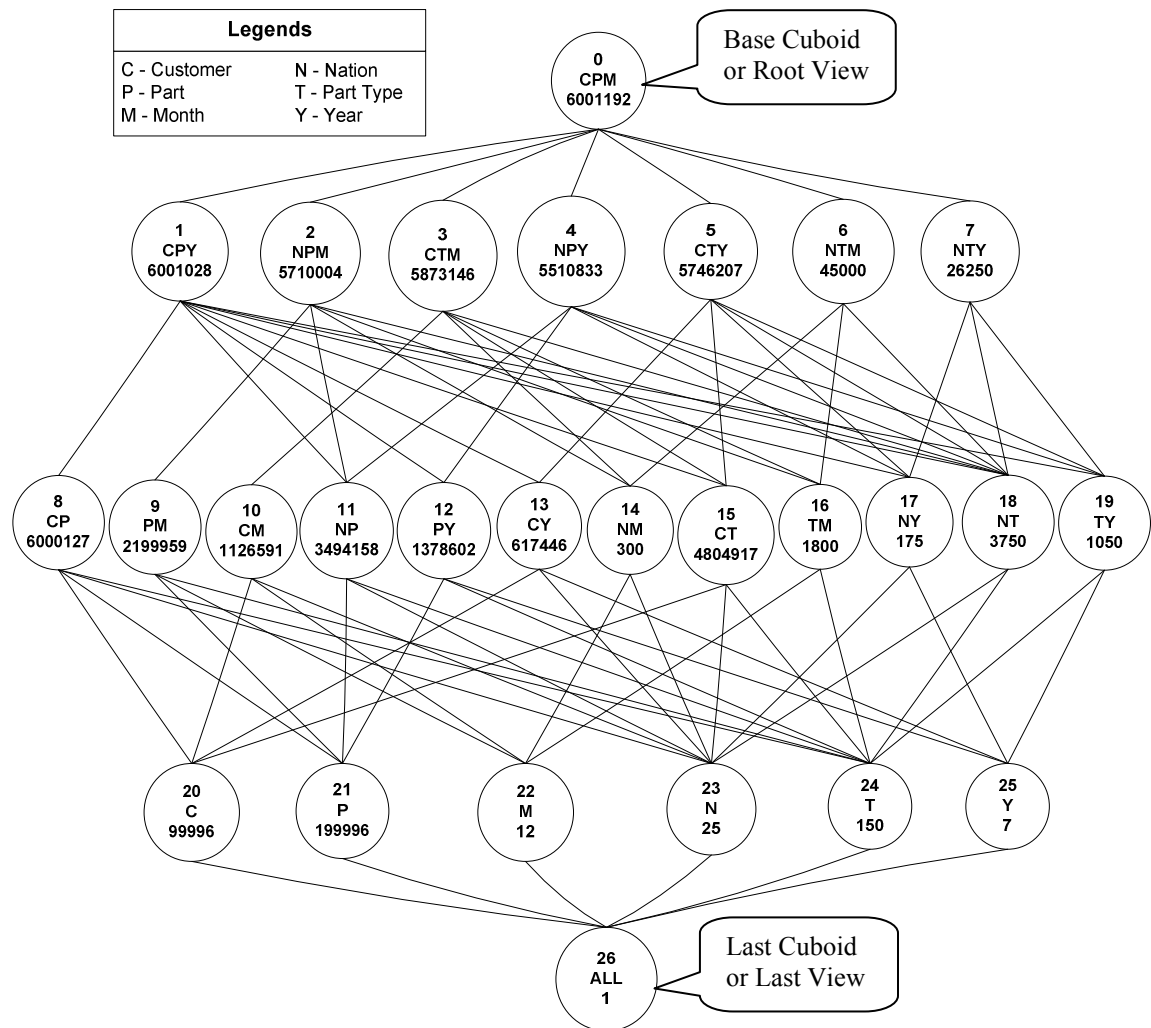 Legends
C - Customer N - Nation
P - Part T - Part Type
M - Month Y - Year
0
CPM
6001192
Base Cuboid
or Root View
1
CPY
6001028
2
NPM
5710004
3
CTM
5873146
4
NPY
5510833
5
CTY
5746207
6
NTM
45000
7
NTY
26250
8
CP
6000127
9
PM
2199959
10
CM
1126591
11
NP
3494158
12
PY
1378602
13
CY
617446
14
NM
300
15
CT
4804917
16
TM
1800
17
NY
175
18
NT
3750
19
TY
1050
20
C
99996
21
P
199996
22
M
12
23
N
25
24
T
150
25
Y
7
26
ALL
1
Last Cuboid
or Last View